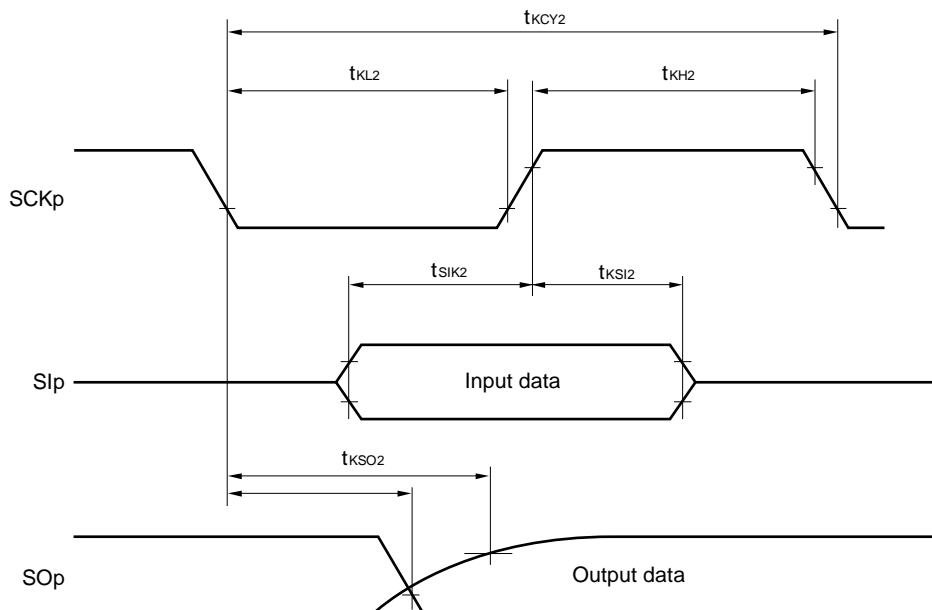 tKCY2
tKL2
tKH2
SCKp
tSIK2
tKSI2
SIp
Input data
tKSO2
SOp
Output data